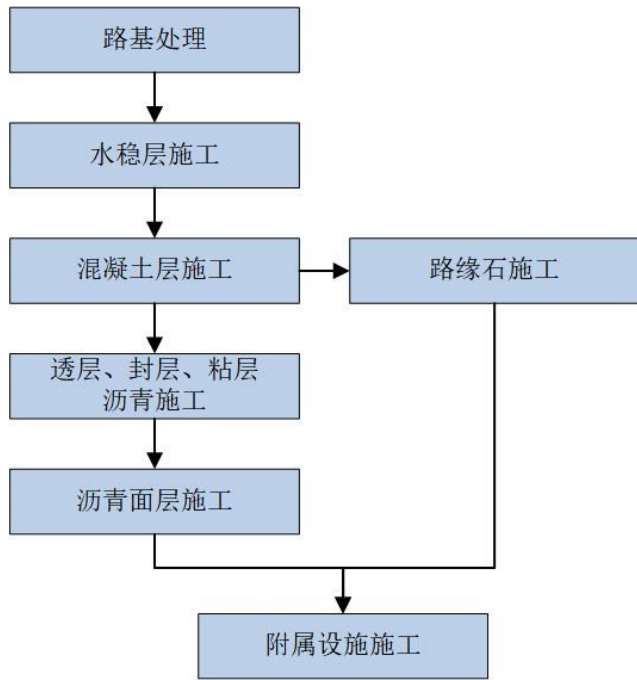 路基处理
水稳层施工
混凝土层施工
路缘石施工
透层、封层、粘层
沥青施工
沥青面层施工
附属设施施工